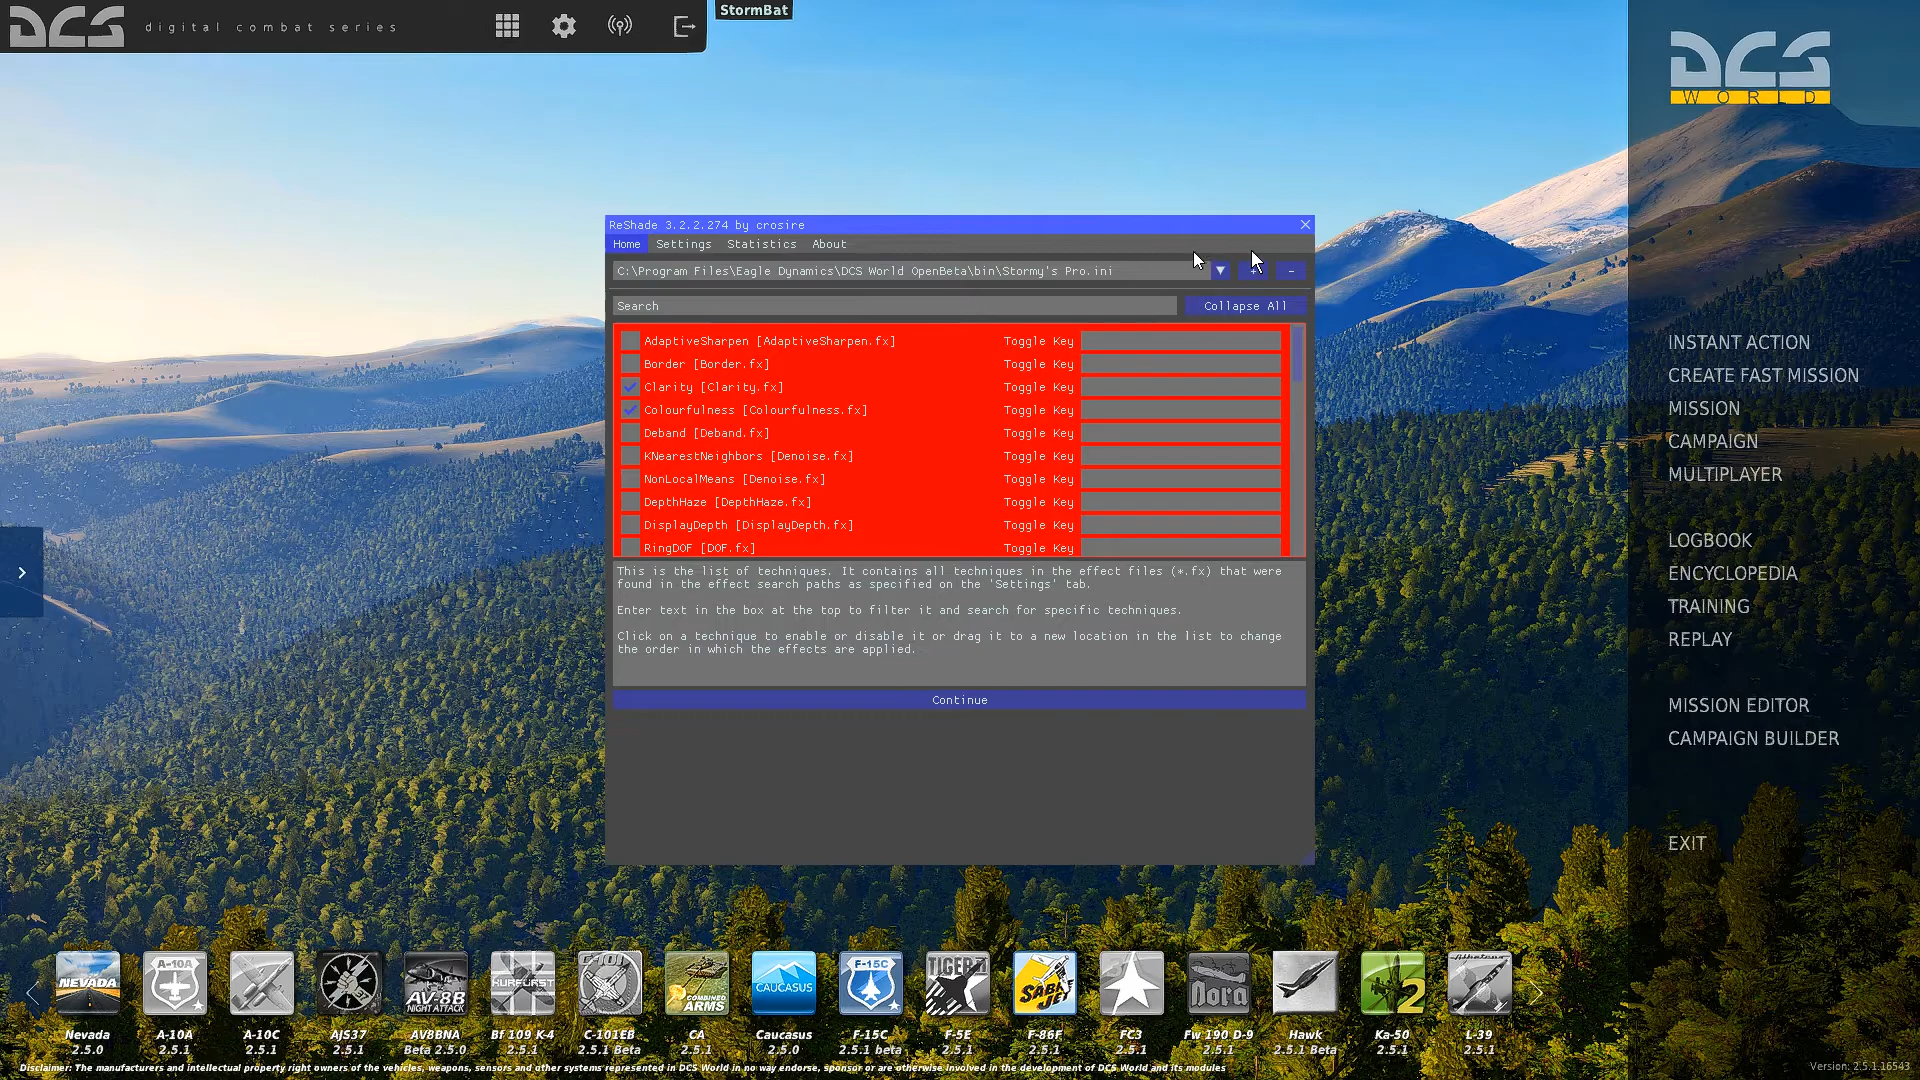 DCS digital combat series
StormBat
DCS
WORLD
ReShade 3.2.2.274 by crosire
Home Settings Statistics About
C:\Program Files\Eagle Dynamics\DCS World OpenBeta\bin\Stormy's Pro.ini
+ -
Search
Collapse All
AdaptiveSharpen [AdaptiveSharpen.fx] Toggle Key
Border [Border.fx] Toggle Key
Clarity [Clarity.fx] Toggle Key
Colourfulness [Colourfulness.fx] Toggle Key
Deband [Deband.fx] Toggle Key
KNearestNeighbors [Denoise.fx] Toggle Key
NonLocalMeans [Denoise.fx] Toggle Key
DepthHaze [DepthHaze.fx] Toggle Key
DisplayDepth [DisplayDepth.fx] Toggle Key
RingDOF [DOF.fx] Toggle Key
This is the list of techniques. It contains all techniques in the effect files (*.fx) that were
found in the effect search paths as specified on the 'Settings' tab.
Enter text in the box at the top to filter it and search for specific techniques.
Click on a technique to enable or disable it or drag it to a new location in the list to change
the order in which the effects are applied.
Continue
INSTANT ACTION
CREATE FAST MISSION
MISSION
CAMPAIGN
MULTIPLAYER
LOGBOOK
ENCYCLOPEDIA
TRAINING
REPLAY
MISSION EDITOR
CAMPAIGN BUILDER
EXIT
NEVADA
A-10A
AV-8B
NIGHT ATTACK
KURFURST
C-101
COMBINED
ARMS
CAUCASUS
F-15C
TIGER II
SABRE
JET
Dora
2
Albatros
Nevada A-10A A-10C AJS37 AV8BNA Bf 109 K-4 C-101EB CA Caucasus F-15C F-5E F-86F FC3 Fw 190 D-9 Hawk Ka-50 L-39
2.5.0 2.5.1 2.5.1 2.5.1 Beta 2.5.0 2.5.1 2.5.1 Beta 2.5.1 2.5.0 2.5.1 beta 2.5.1 2.5.1 2.5.1 2.5.1 2.5.1 Beta 2.5.1 2.5.1
Disclaimer: The manufacturers and intellectual property right owners of the vehicles, weapons, sensors and other systems represented in DCS World in no way endorse, sponsor or are otherwise involved in the development of DCS World and its modules
Version: 2.5.1.16543